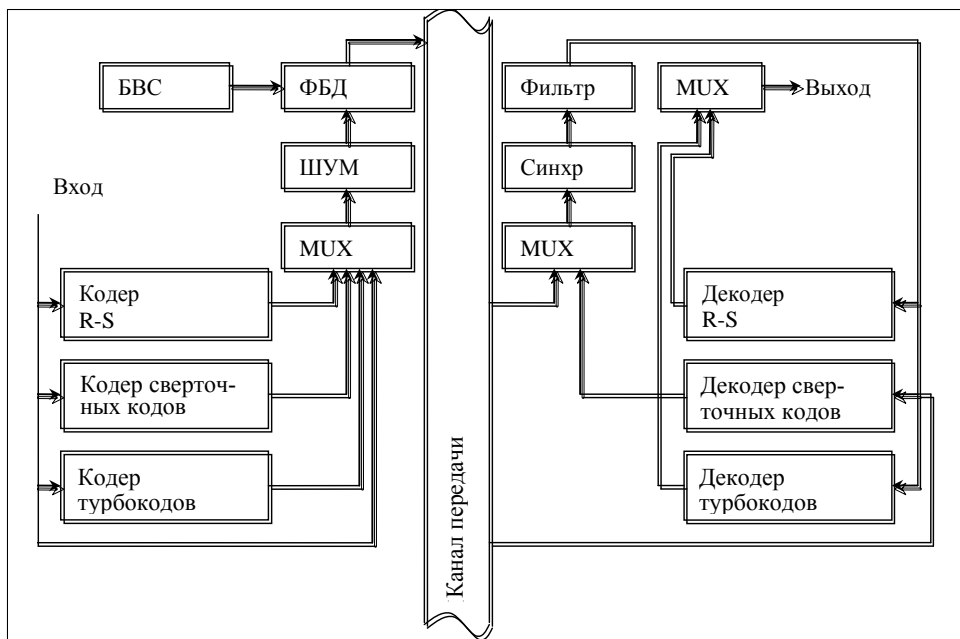 БВС
ФБД
Фильтр
MUX
Выход
ШУМ
Синхр
Вход
MUX
MUX
Кодер
R-S
Декодер
R-S
Кодер сверточ-
ных кодов
Декодер свер-
точных кодов
Кодер
турбокодов
Декодер
турбокодов
Канал передачи